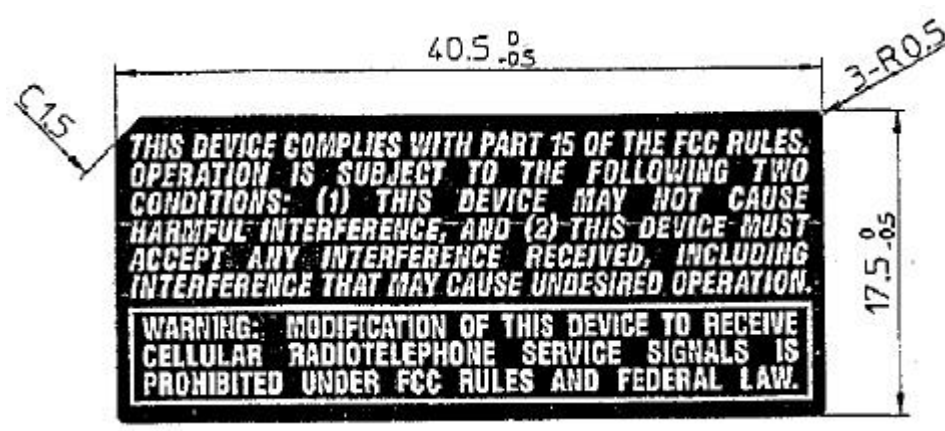 40.5 0 -0.5
3-R0.5
C1.5
THIS DEVICE COMPLIES WITH PART 15 OF THE FCC RULES.
OPERATION IS SUBJECT TO THE FOLLOWING TWO
CONDITIONS: (1) THIS DEVICE MAY NOT CAUSE
HARMFUL INTERFERENCE, AND (2) THIS DEVICE MUST
ACCEPT ANY INTERFERENCE RECEIVED, INCLUDING
INTERFERENCE THAT MAY CAUSE UNDESIRED OPERATION.
WARNING: MODIFICATION OF THIS DEVICE TO RECEIVE
CELLULAR RADIOTELEPHONE SERVICE SIGNALS IS
PROHIBITED UNDER FCC RULES AND FEDERAL LAW.
17.5 0 -0.5